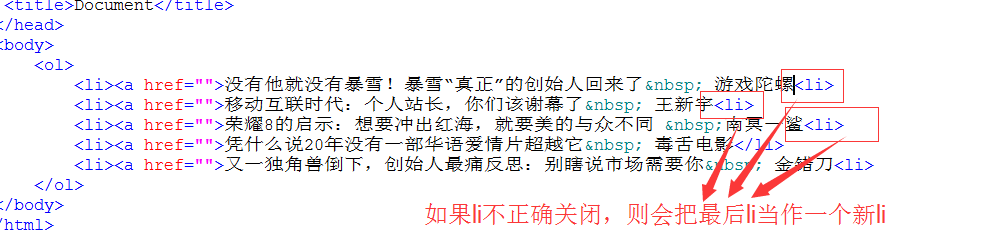 <title>Document</title>
</head>
<body>
<ol>
<li><a href="">没有他就没有暴雪！暴雪“真正”的创始人回来了&nbsp; 游戏陀螺<li>
<li><a href="">移动互联时代：个人站长，你们该谢幕了&nbsp; 王新宇<li>
<li><a href="">荣耀8的启示：想要冲出红海，就要美的与众不同 &nbsp;南冥一鲨<li>
<li><a href="">凭什么说20年没有一部华语爱情片超越它&nbsp; 毒舌电影</li>
<li><a href="">又一独角兽倒下，创始人最痛反思：别瞎说市场需要你&nbsp; 金错刀<li>
</ol>
</body>
/html>
如果li不正确关闭，则会把最后li当作一个新li